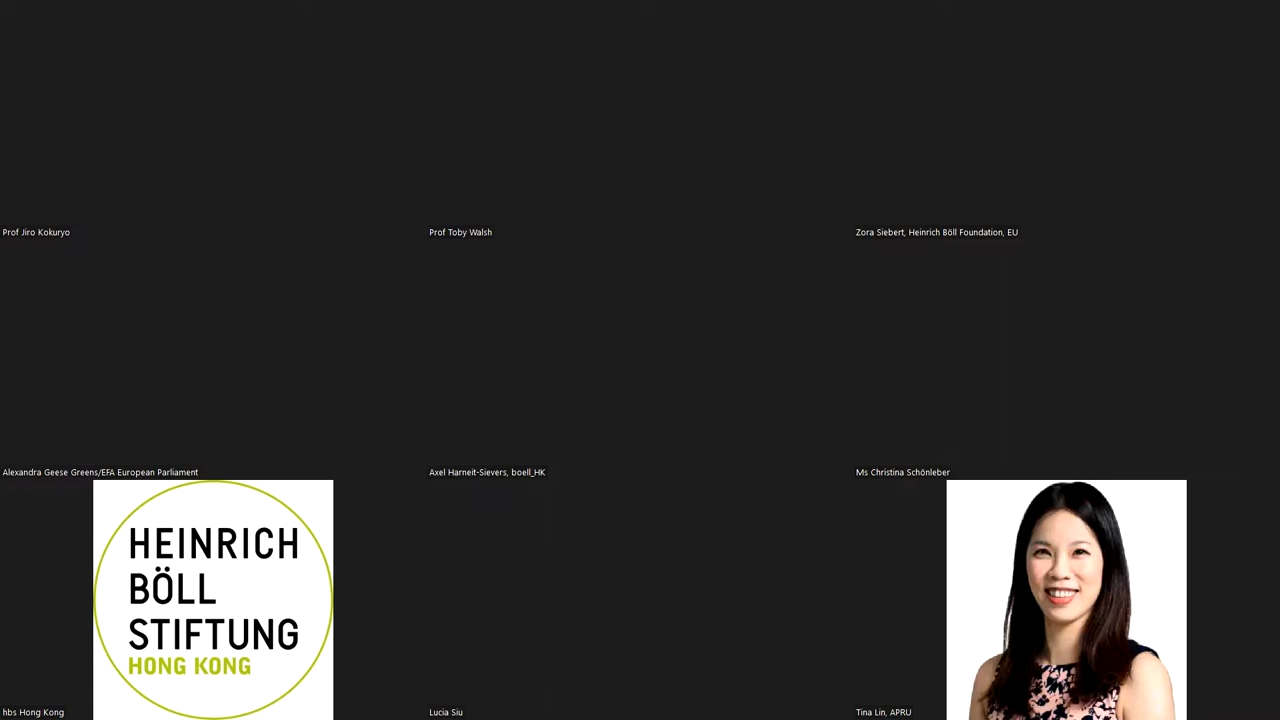 Prof Jiro Kokuryo
Prof Toby Walsh
Zora Siebert, Heinrich Böll Foundation, EU
Alexandra Geese Greens/EFA European Parliament
Axel Harneit-Sievers, boell_HK
Ms Christina Schönleber
HEINRICH
BÖLL
STIFTUNG
HONG KONG
hbs Hong Kong
Lucia Siu
Tina Lin, APRU